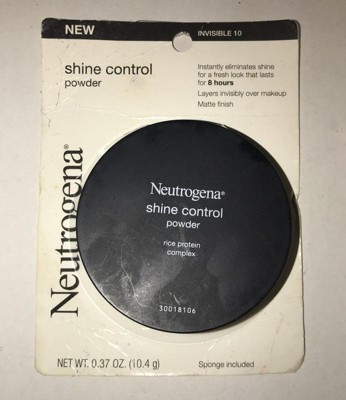 NEW
INVISIBLE 10
shine control
powder
Instantly eliminates shine
for a fresh look that lasts
for 8 hours
Layers invisibly over makeup
Matte finish
Neutrogena®
Neutrogena®
shine control
powder
rice protein
complex
30018106
NET WT. 0.37 OZ. (10.4 g)
Sponge included